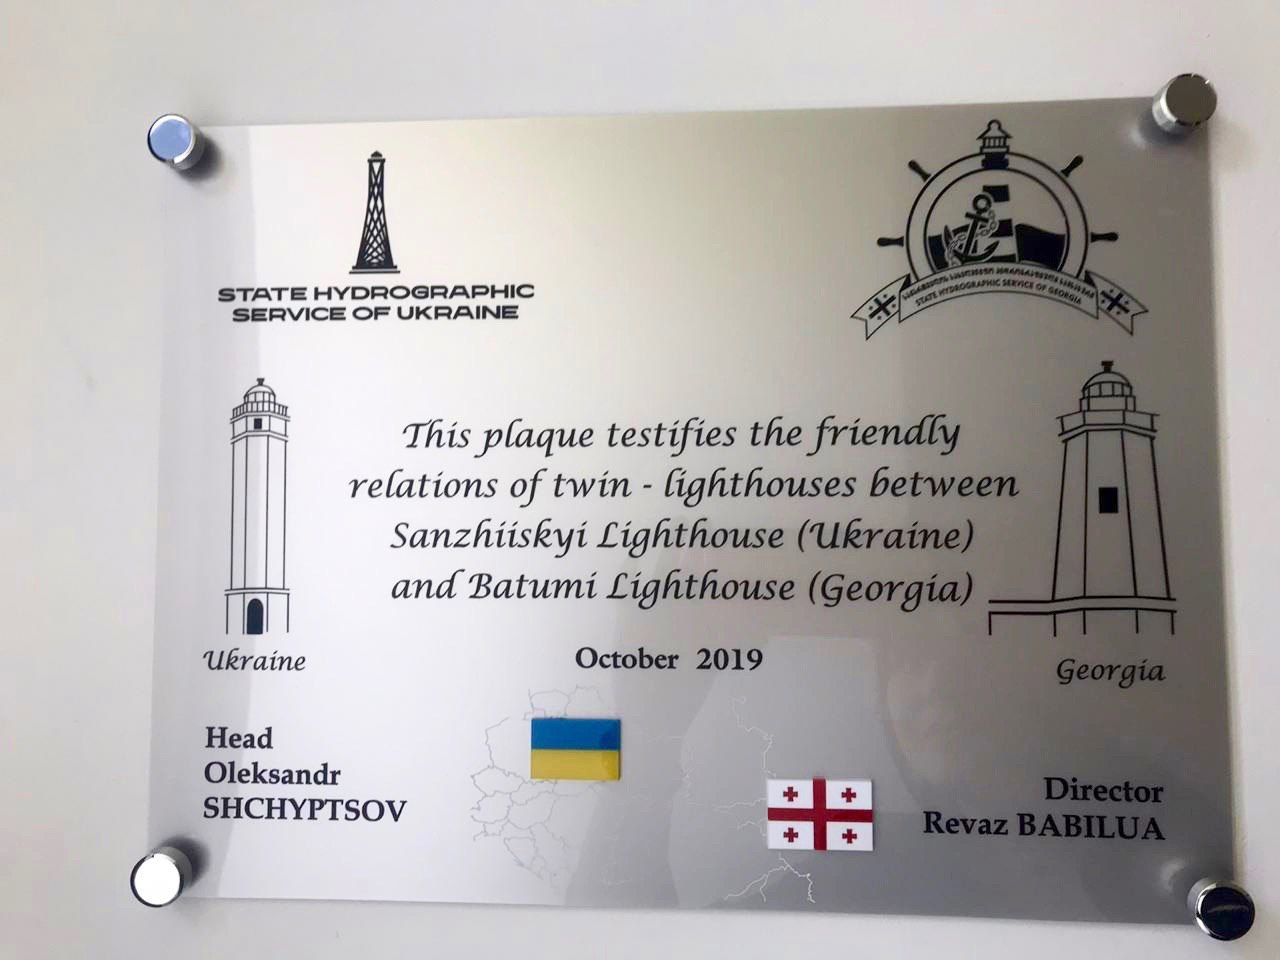 STATE HYDROGRAPHIC
SERVICE OF UKRAINE
STATE HYDROGRAPHIC SERVICE OF GEORGIA
This plaque testifies the friendly
relations of twin - lighthouses between
Sanzhiiskyi Lighthouse (Ukraine)
and Batumi Lighthouse (Georgia)
Ukraine
October 2019
Georgia
Head
Oleksandr
SHCHYPTSOV
Director
Revaz BABILUA